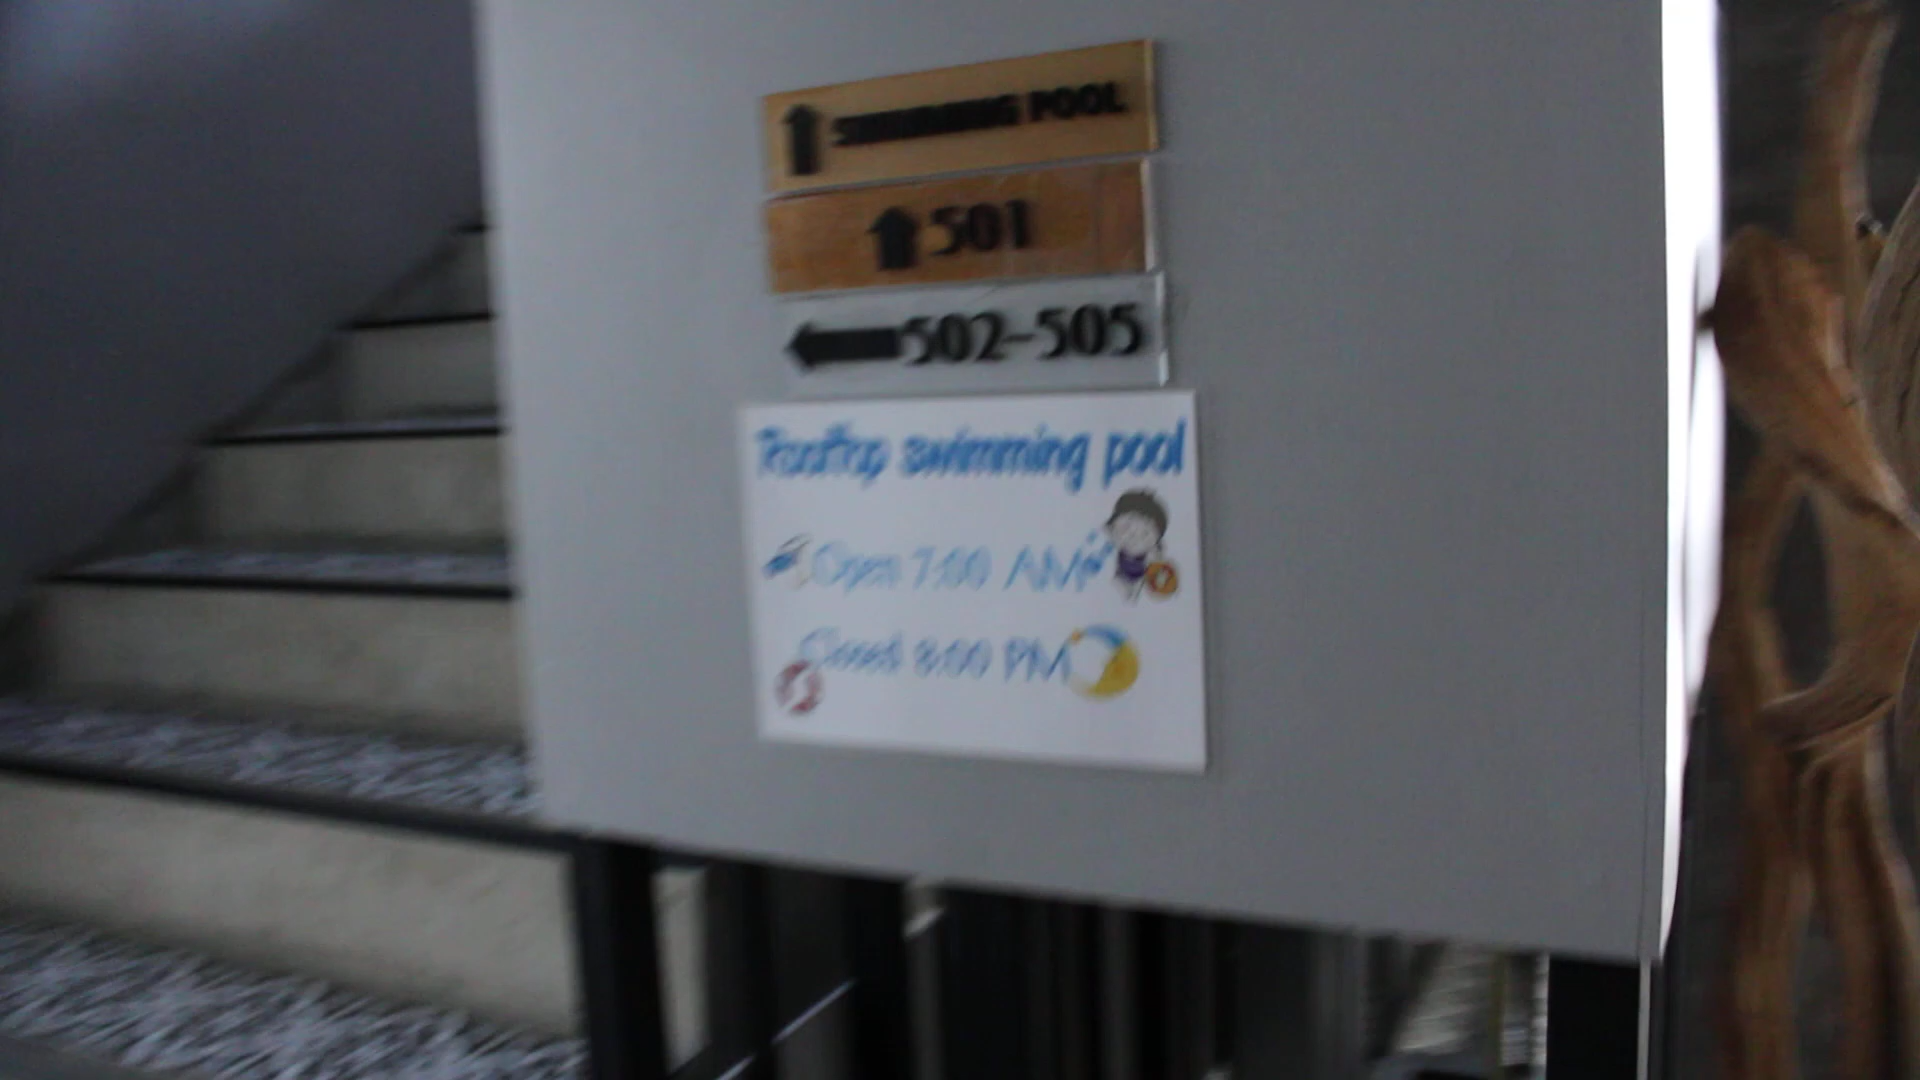 SWIMMING POOL
501
502-505
Rooftop swimming pool
Open 7:00 AM
Closed 8:00 PM